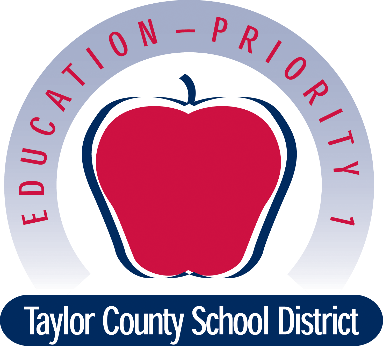 EDUCATION – PRIORITY 1
Taylor County School District